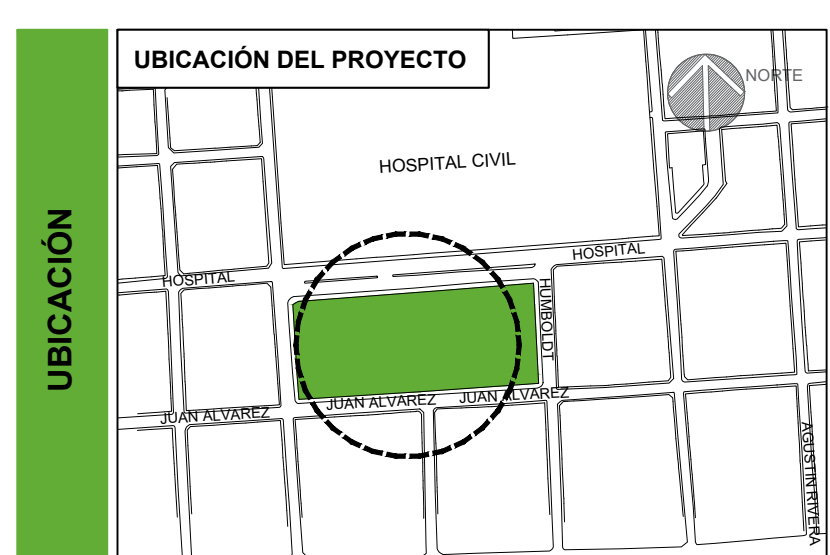 UBICACIÓN
UBICACIÓN DEL PROYECTO
NORTE
HOSPITAL CIVIL
HOSPITAL
HOSPITAL
HUMBOLDT
JUAN ALVAREZ
JUAN ALVAREZ
JUAN ALVAREZ
AGUSTIN RIVERA